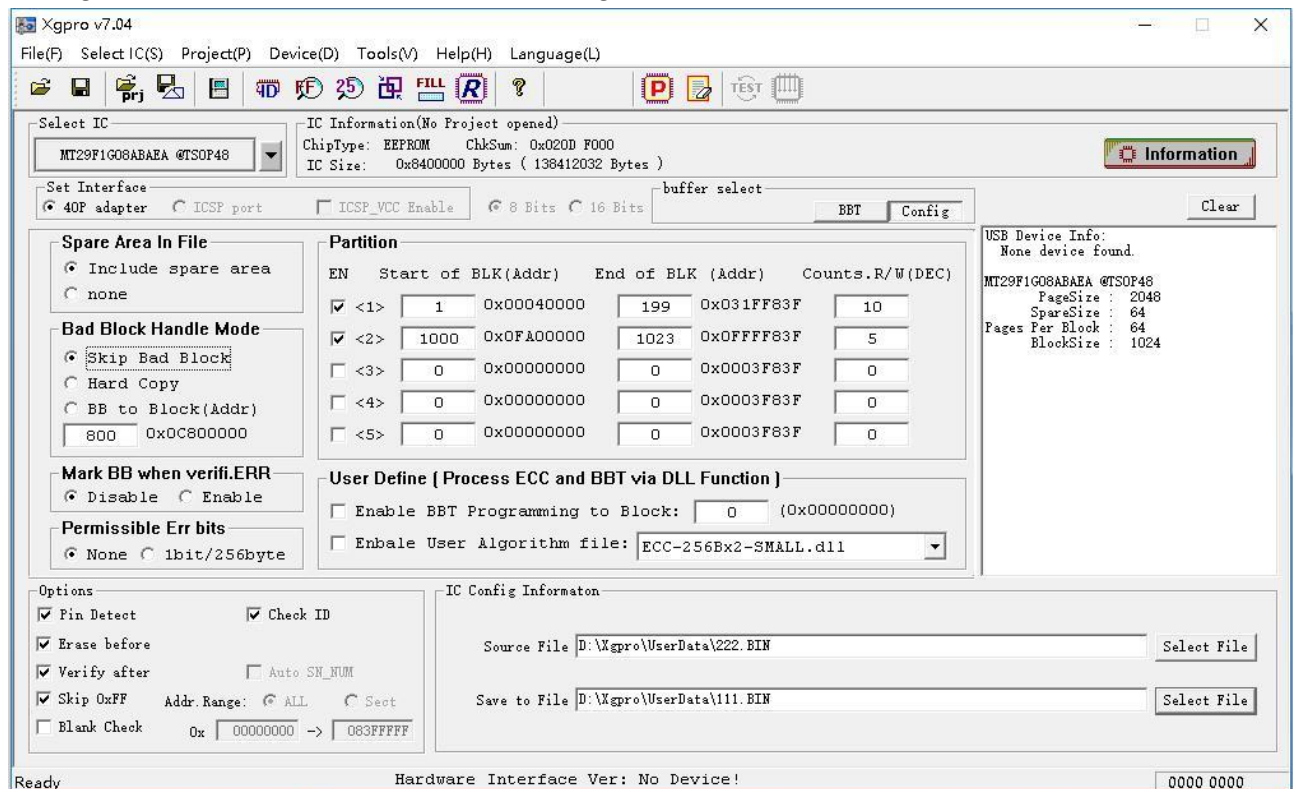 Xgpro v7.04
File(F) Select IC(S) Project(P) Device(D) Tools(V) Help(H) Language(L)
prj FF 25 FILL R ? P TEST
Select IC
MT29F1G08ABAEA @TSOP48
IC Information(No Project opened)
ChipType: EEPROM ChkSum: 0x020D F000
IC Size: 0x8400000 Bytes ( 138412032 Bytes )
Information
Set Interface
40P adapter ICSP port ICSP_VCC Enable 8 Bits 16 Bits
buffer select
BBT Config
Clear
Spare Area In File
Include spare area
none
Bad Block Handle Mode
Skip Bad Block
Hard Copy
BB to Block(Addr)
800 0x0C800000
Mark BB when verifi.ERR
Disable Enable
Permissible Err bits
None 1bit/256byte
Partition
EN Start of BLK(Addr) End of BLK (Addr) Counts.R/W(DEC)
<1> 1 0x00040000 199 0x031FF83F 10
<2> 1000 0x0FA00000 1023 0x0FFFF83F 5
<3> 0 0x00000000 0 0x0003F83F 0
<4> 0 0x00000000 0 0x0003F83F 0
<5> 0 0x00000000 0 0x0003F83F 0
User Define ( Process ECC and BBT via DLL Function )
Enable BBT Programming to Block: 0 (0x00000000)
Enbale User Algorithm file: ECC-256Bx2-SMALL.dll
USB Device Info:
None device found.
MT29F1G08ABAEA @TSOP48
PageSize : 2048
SpareSize : 64
Pages Per Block : 64
BlockSize : 1024
Options
Pin Detect Check ID
Erase before
Verify after Auto SN_NUM
Skip 0xFF Addr.Range: ALL Sect
Blank Check 0x 00000000 -> 083FFFFF
IC Config Informaton
Source File D:\Xgpro\UserData\222.BIN Select File
Save to File D:\Xgpro\UserData\111.BIN Select File
Ready Hardware Interface Ver: No Device! 0000 0000